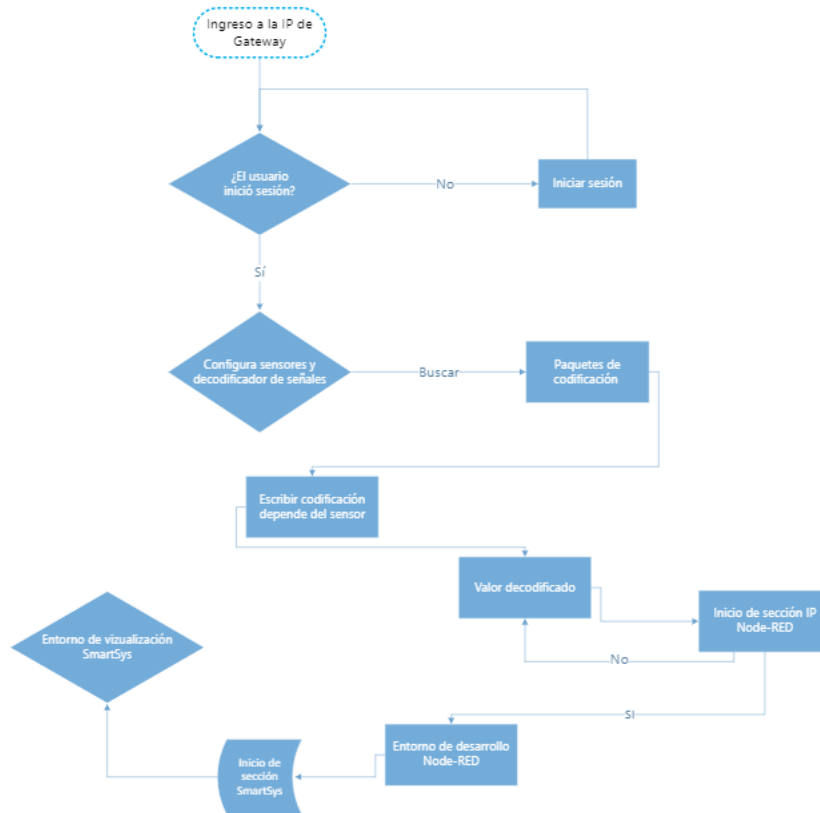 Ingreso a la IP de
Gateway
¿El usuario
inició sesión?
No
Iniciar sesión
Sí
Configura sensores y
decodificador de señales
Buscar
Paquetes de
codificación
Escribir codificación
depende del sensor
Valor decodificado
Inicio de sección IP
Node-RED
No
Si
Entorno de desarrollo
Node-RED
Inicio de
sección
SmartSys
Entorno de vizualización
SmartSys